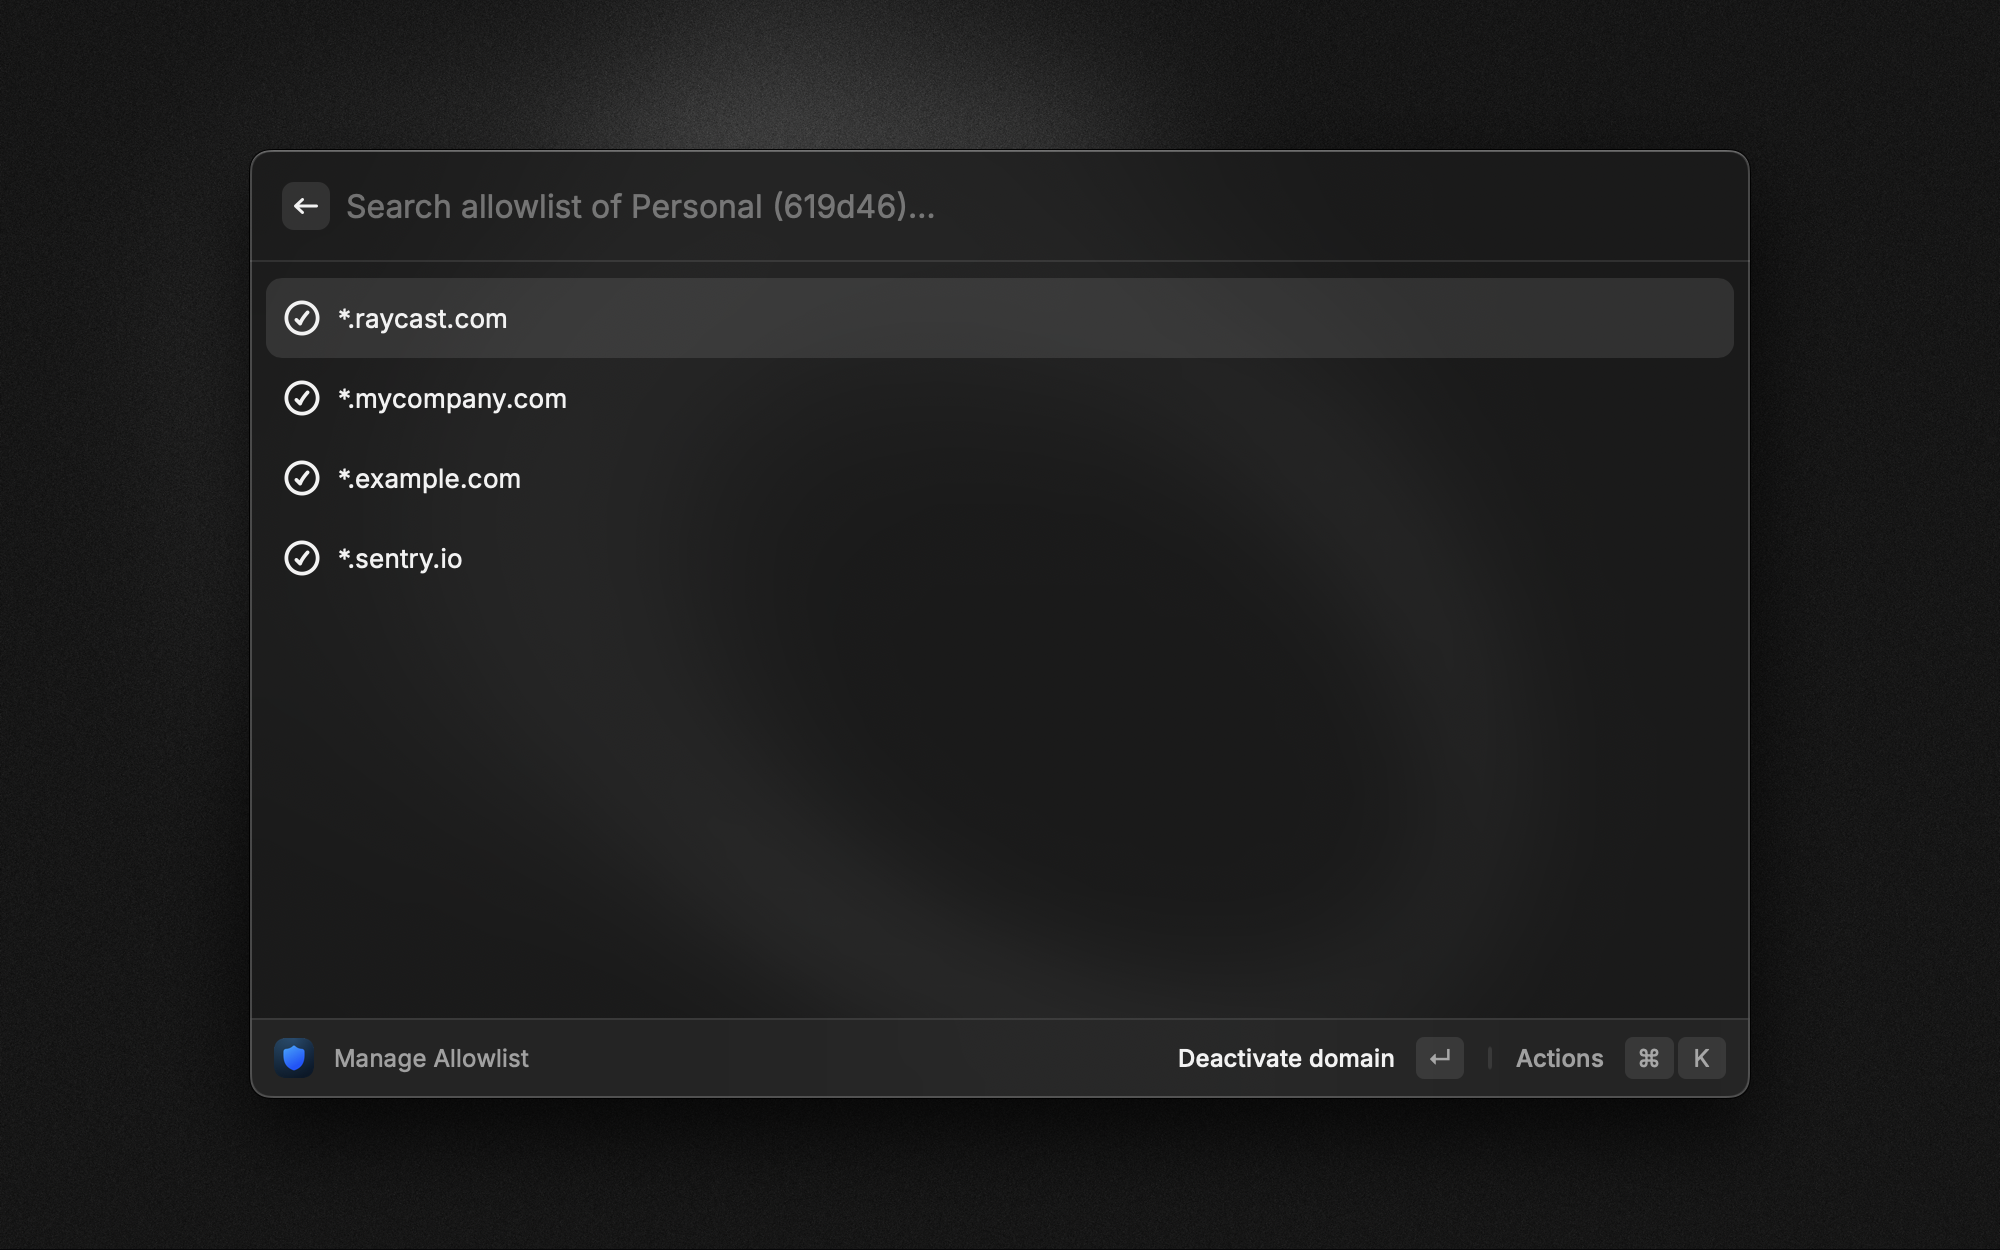 Search allowlist of Personal (619d46)...
*.raycast.com
*.mycompany.com
*.example.com
*.sentry.io
Manage Allowlist
Deactivate domain ↵ | Actions ⌘ K